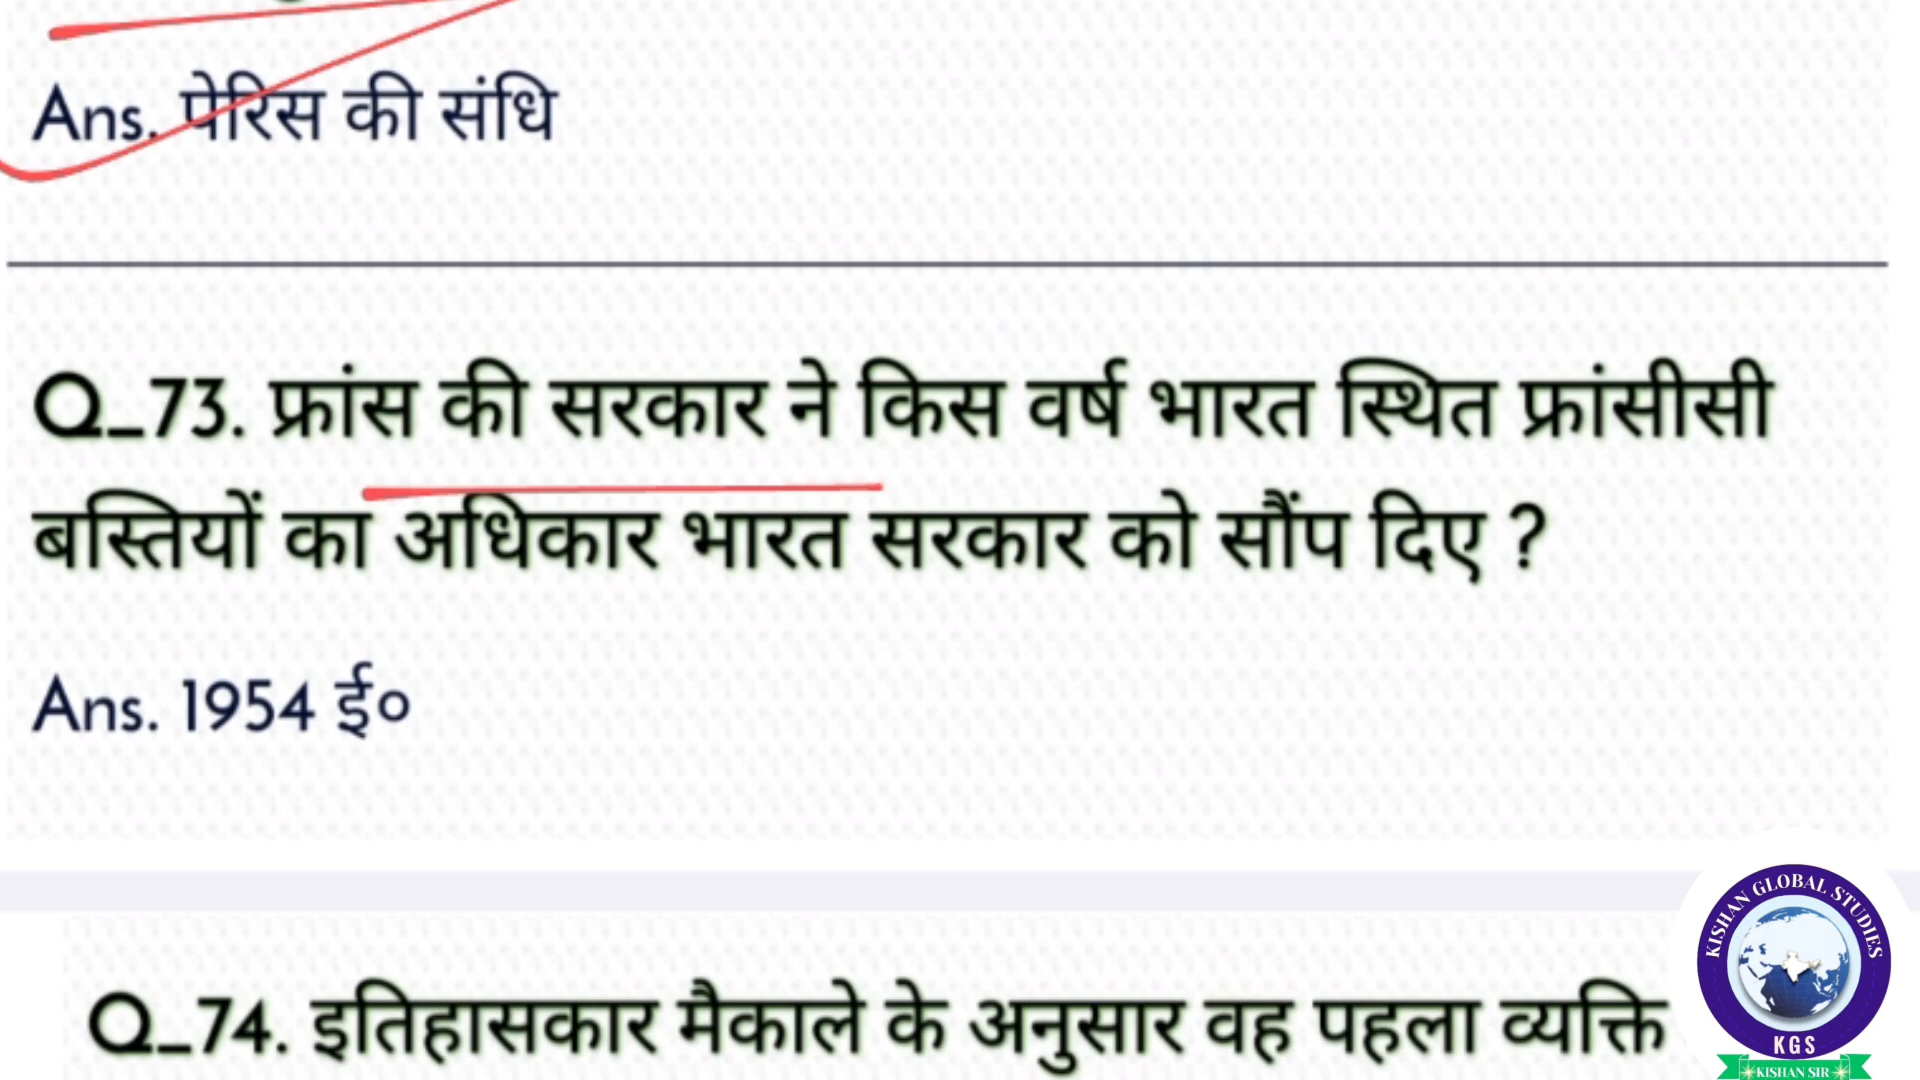 Ans. पेरिस की संधि
Q_73. फ्रांस की सरकार ने किस वर्ष भारत स्थित फ्रांसीसी
बस्तियों का अधिकार भारत सरकार को सौंप दिए ?
Ans. 1954 ई०
Q_74. इतिहासकार मैकाले के अनुसार वह पहला व्यक्ति
KISHAN GLOBAL STUDIES
KGS
KISHAN SIR